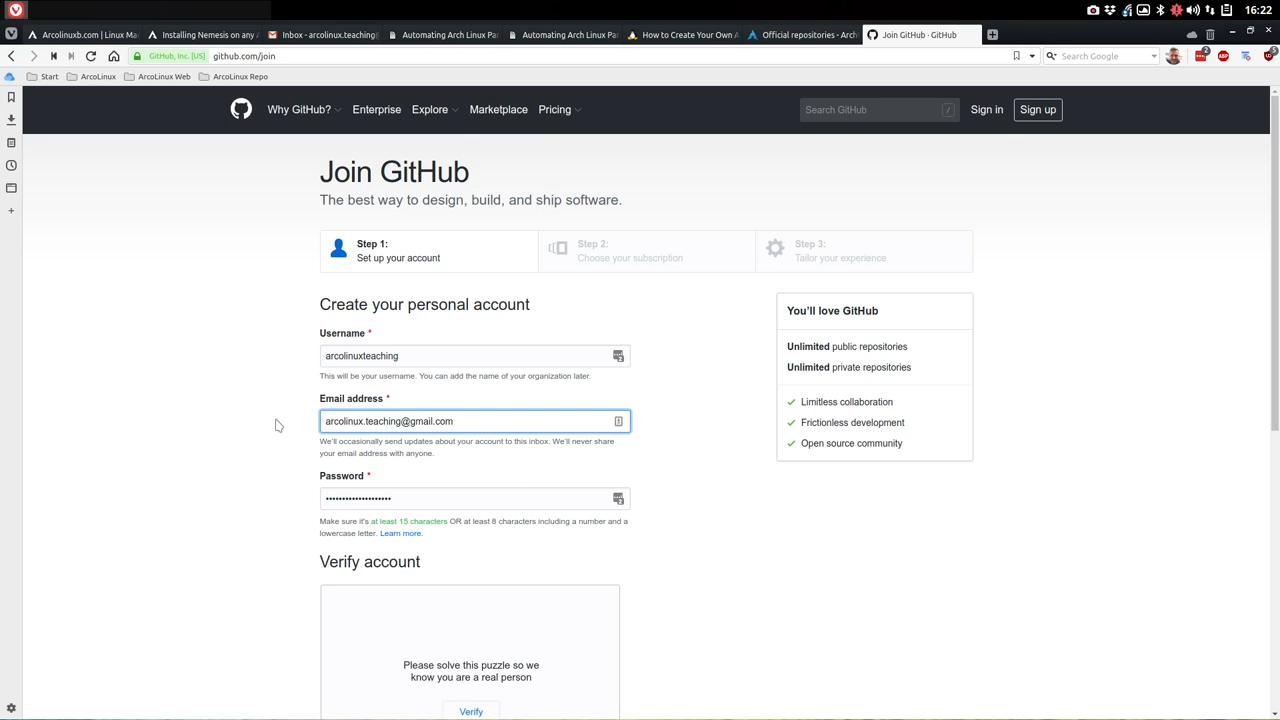 16:22
Arcolinuxb.com | Linux Ma
Installing Nemesis on any
Inbox - arcolinux.teaching@
Automating Arch Linux Par
Automating Arch Linux Par
How to Create Your Own A
Official repositories - Arch
Join GitHub · GitHub
GitHub, Inc. [US]
github.com/join
Search Google
2
5
Start
ArcoLinux
ArcoLinux Web
ArcoLinux Repo
Why GitHub?
Enterprise
Explore
Marketplace
Pricing
Search GitHub
/
Sign in
Sign up
Join GitHub
The best way to design, build, and ship software.
Step 1:
Set up your account
Step 2:
Choose your subscription
Step 3:
Tailor your experience
Create your personal account
Username *
arcolinuxteaching
This will be your username. You can add the name of your organization later.
Email address *
arcolinux.teaching@gmail.com
We'll occasionally send updates about your account to this inbox. We'll never share
your email address with anyone.
Password *
••••••••••••••••••••
Make sure it's at least 15 characters OR at least 8 characters including a number and a
lowercase letter. Learn more.
Verify account
Please solve this puzzle so we
know you are a real person
Verify
You'll love GitHub
Unlimited public repositories
Unlimited private repositories
Limitless collaboration
Frictionless development
Open source community